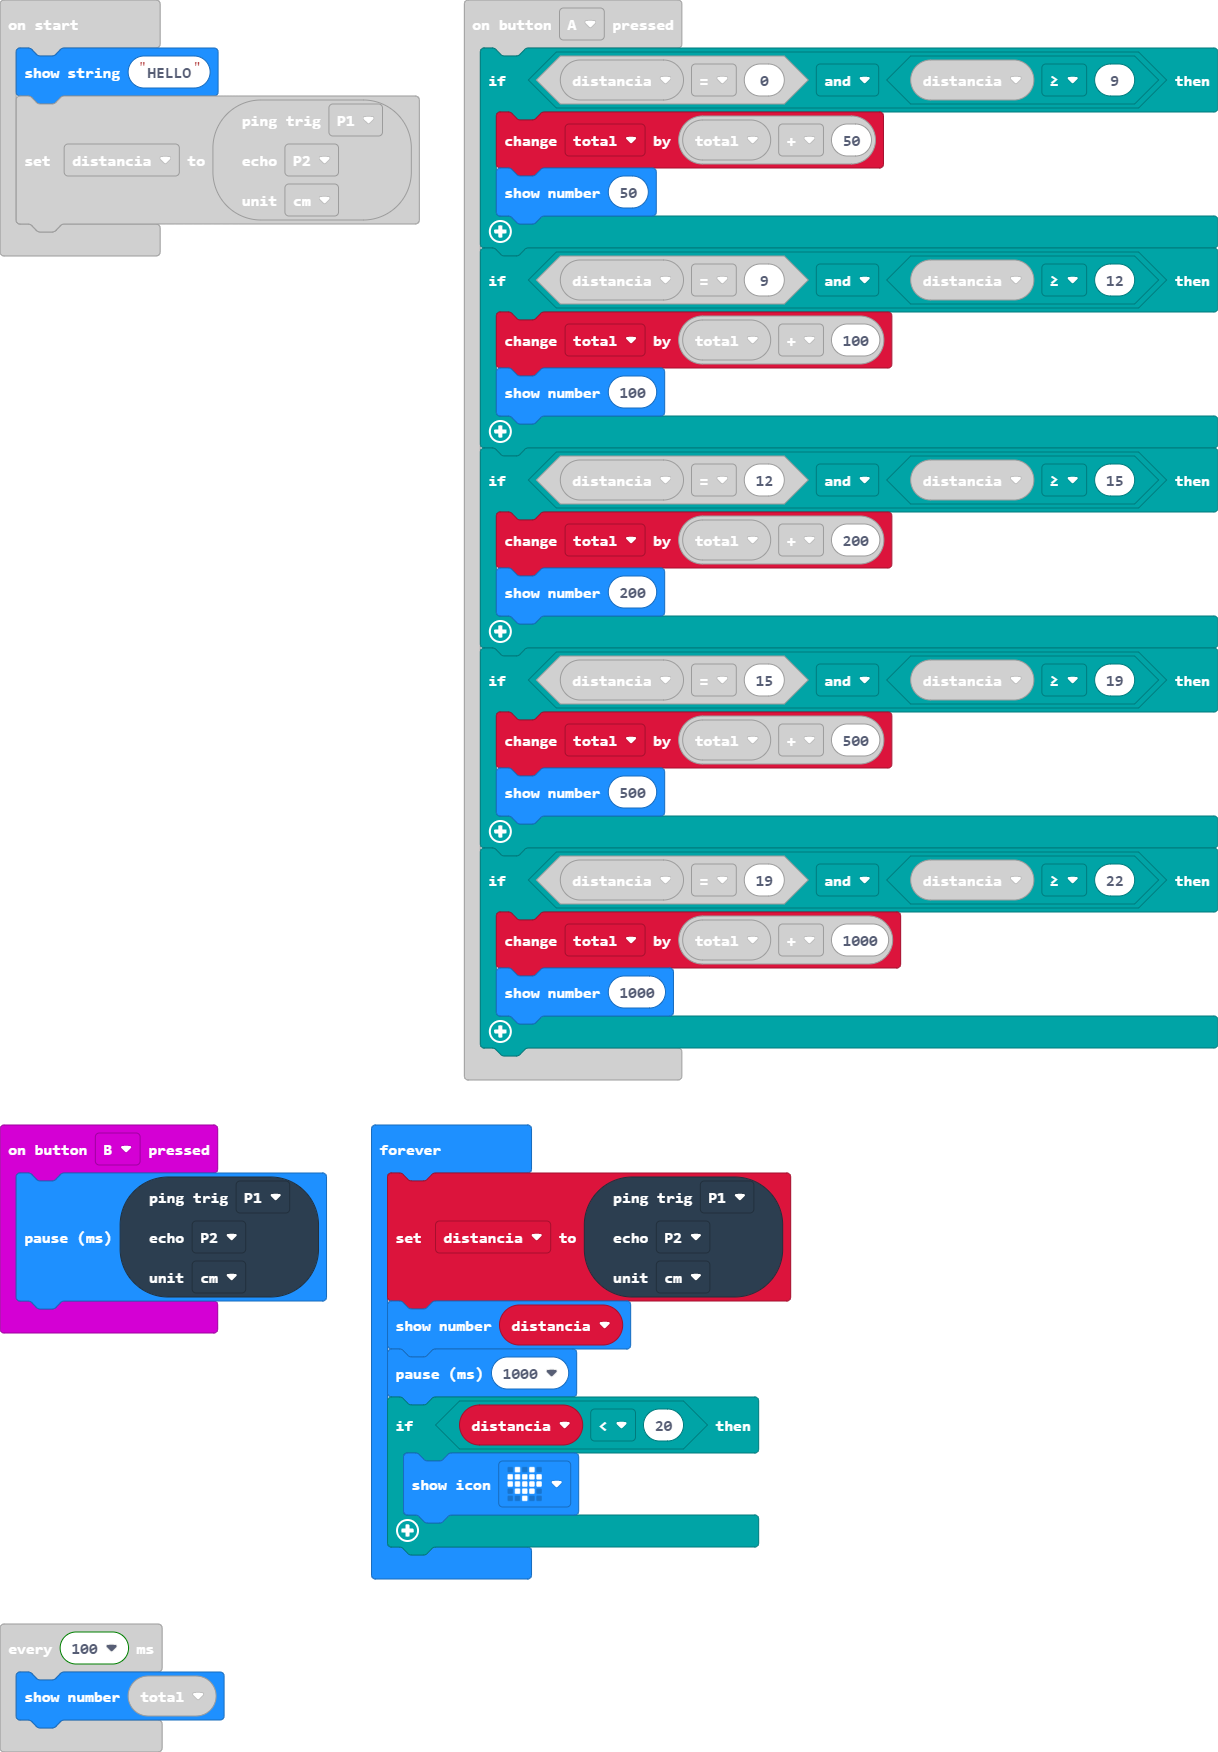 on start
show string "HELLO"
set distancia to ping trig P1
echo P2
unit cm
on button A pressed
if distancia = 0 and distancia ≥ 9 then
change total by total + 50
show number 50
if distancia = 9 and distancia ≥ 12 then
change total by total + 100
show number 100
if distancia = 12 and distancia ≥ 15 then
change total by total + 200
show number 200
if distancia = 15 and distancia ≥ 19 then
change total by total + 500
show number 500
if distancia = 19 and distancia ≥ 22 then
change total by total + 1000
show number 1000
on button B pressed
pause (ms) ping trig P1
echo P2
unit cm
forever
set distancia to ping trig P1
echo P2
unit cm
show number distancia
pause (ms) 1000
if distancia < 20 then
show icon
every 100 ms
show number total